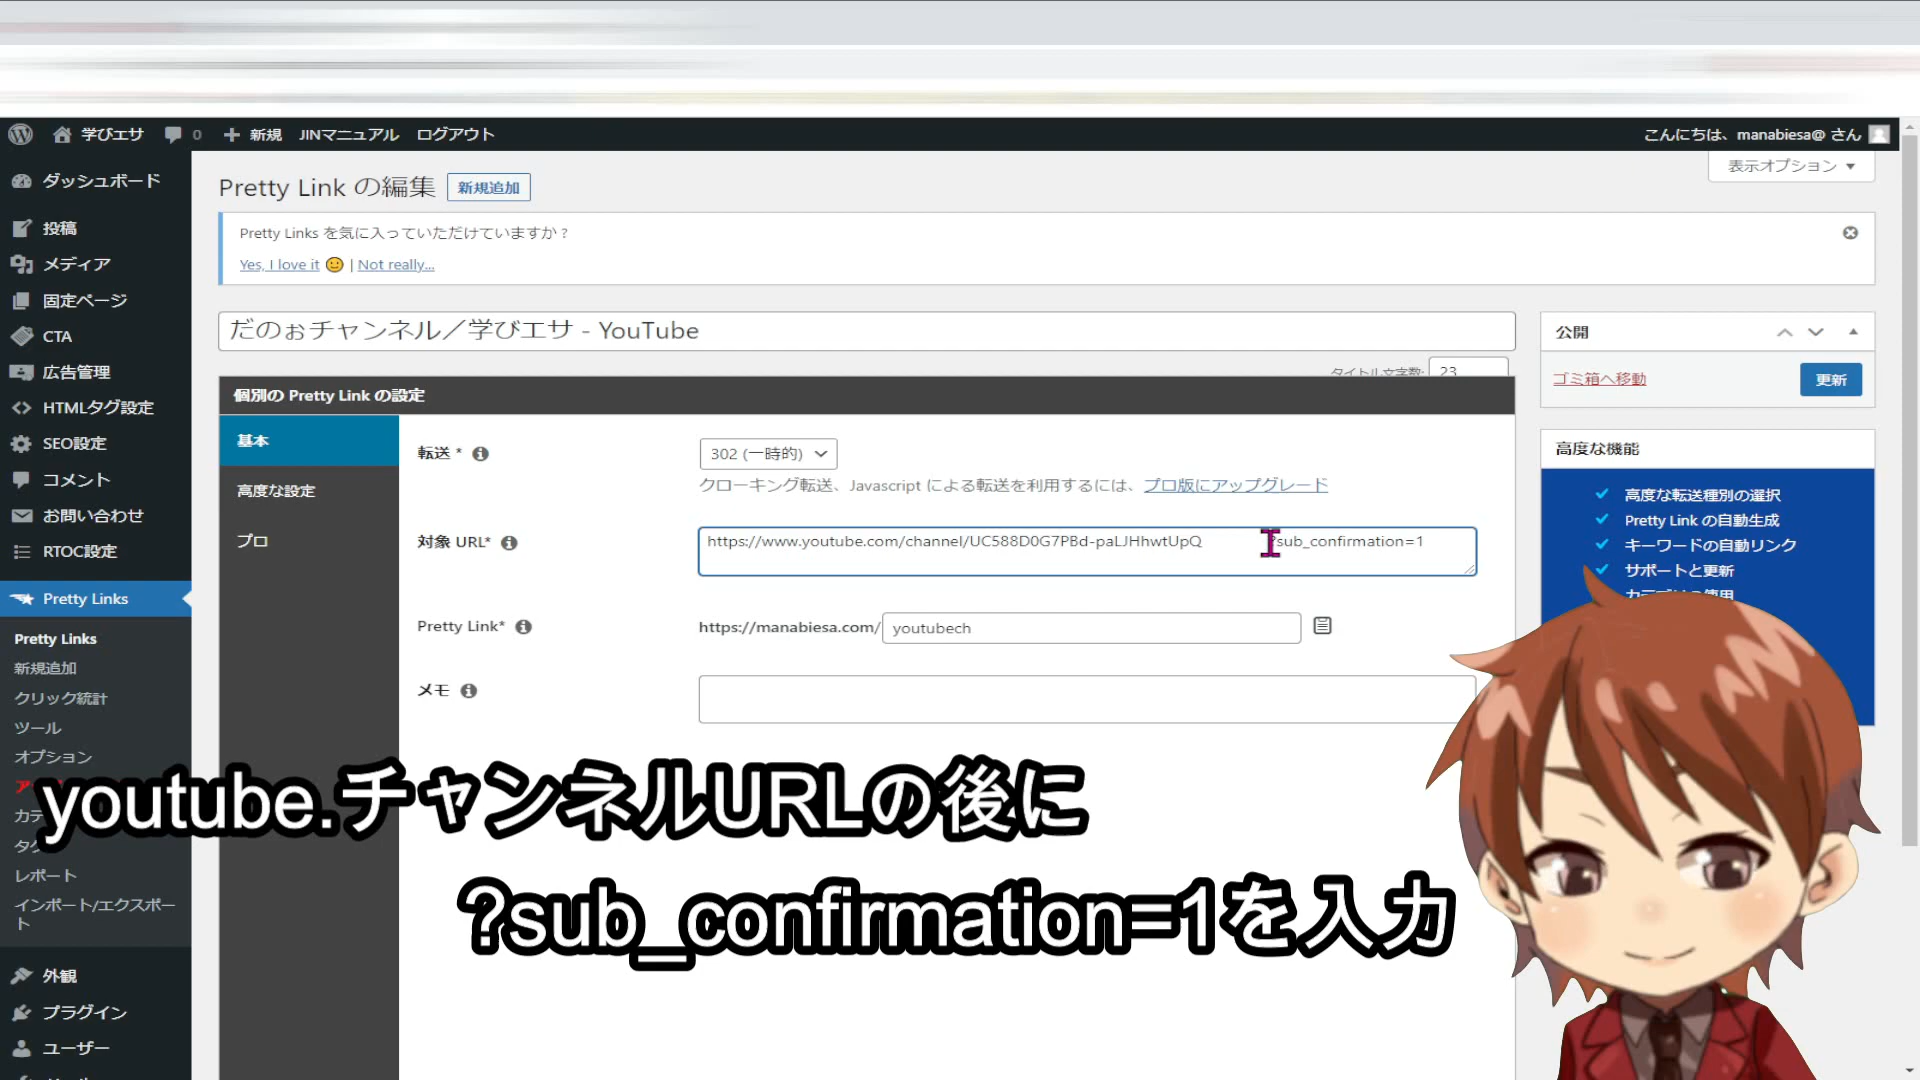 学びエサ 0 新規 JINマニュアル ログアウト こんにちは、manabiesa@ さん
表示オプション
ダッシュボード
投稿
メディア
固定ページ
CTA
広告管理
HTMLタグ設定
SEO設定
コメント
お問い合わせ
RTOC設定
Pretty Links
Pretty Links
新規追加
クリック統計
ツール
オプション
レポート
インポート/エクスポー
ト
外観
プラグイン
ユーザー
Pretty Link の編集 新規追加
Pretty Links を気に入っていただけていますか ?
Yes, I love it | Not really...
だのぉチャンネル／学びエサ - YouTube
タイトル文字数: 23
個別の Pretty Link の設定
基本
高度な設定
プロ
転送 * 302 (一時的)
クローキング転送、Javascript による転送を利用するには、プロ版にアップグレード
対象 URL* https://www.youtube.com/channel/UC588D0G7PBd-paLJHhwtUpQ ?sub_confirmation=1
Pretty Link* https://manabiesa.com/ youtubech
メモ
公開
ゴミ箱へ移動 更新
高度な機能
高度な転送種別の選択
Pretty Link の自動生成
キーワードの自動リンク
サポートと更新
youtube.チャンネルURLの後に
?sub_confirmation=1を入力